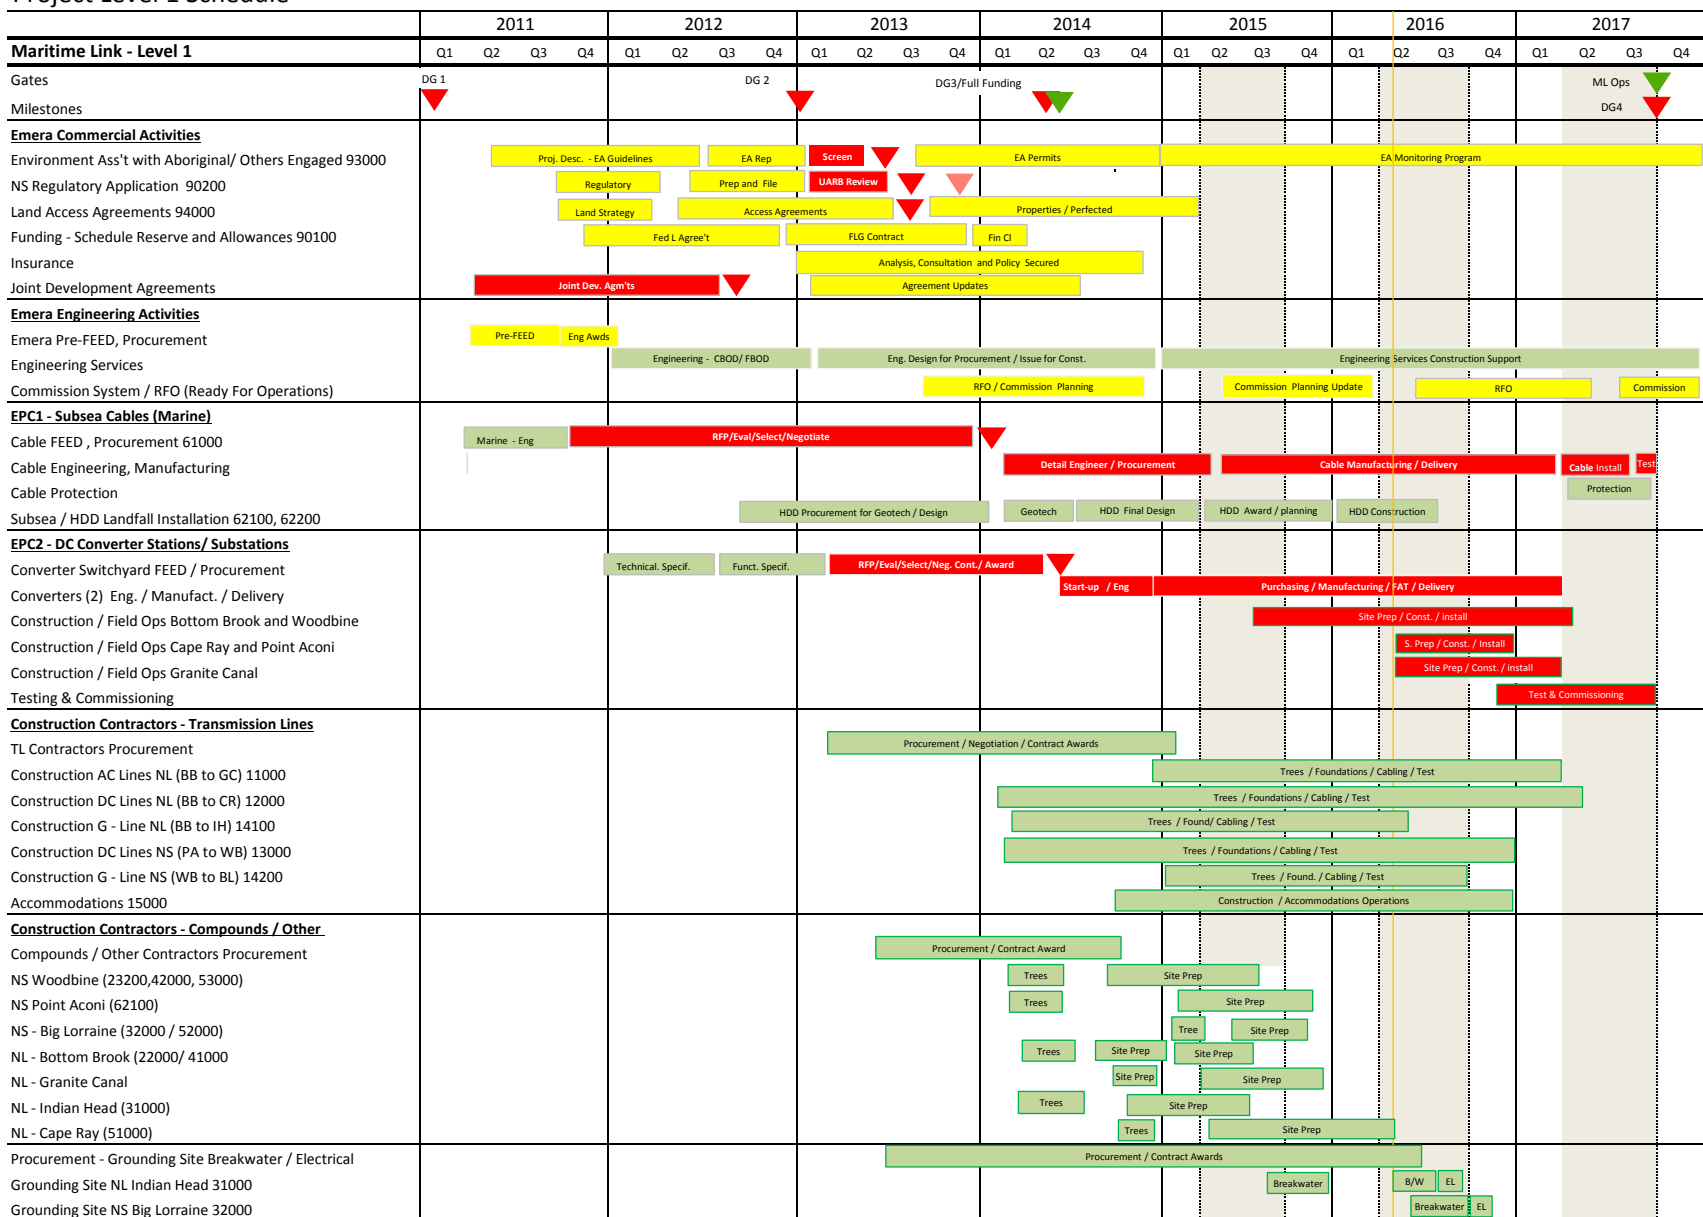 Project Level 1 Schedule
2011 2012 2013 2014 2015 2016 2017
Maritime Link - Level 1 Q1 Q2 Q3 Q4 Q1 Q2 Q3 Q4 Q1 Q2 Q3 Q4 Q1 Q2 Q3 Q4 Q1 Q2 Q3 Q4 Q1 Q2 Q3 Q4 Q1 Q2 Q3 Q4
Gates DG 1 DG 2 DG3/Full Funding ML Ops
Milestones DG4
Emera Commercial Activities
Environment Ass't with Aboriginal/ Others Engaged 93000 Proj. Desc. - EA Guidelines EA Rep Screen EA Permits EA Monitoring Program
NS Regulatory Application 90200 Regulatory Prep and File UARB Review
Land Access Agreements 94000 Land Strategy Access Agreements Properties / Perfected
Funding - Schedule Reserve and Allowances 90100 Fed L Agree't FLG Contract Fin Cl
Insurance Analysis, Consultation and Policy Secured
Joint Development Agreements Joint Dev. Agm'ts Agreement Updates
Emera Engineering Activities
Emera Pre-FEED, Procurement Pre-FEED Eng Awds
Engineering Services Engineering - CBOD/ FBOD Eng. Design for Procurement / Issue for Const. Engineering Services Construction Support
Commission System / RFO (Ready For Operations) RFO / Commission Planning Commission Planning Update RFO Commission
EPC1 - Subsea Cables (Marine)
Cable FEED , Procurement 61000 Marine - Eng RFP/Eval/Select/Negotiate
Cable Engineering, Manufacturing Detail Engineer / Procurement Cable Manufacturing / Delivery Cable Install Test
Cable Protection Protection
Subsea / HDD Landfall Installation 62100, 62200 HDD Procurement for Geotech / Design Geotech HDD Final Design HDD Award / planning HDD Construction
EPC2 - DC Converter Stations/ Substations
Converter Switchyard FEED / Procurement Technical. Specif. Funct. Specif. RFP/Eval/Select/Neg. Cont./ Award
Converters (2) Eng. / Manufact. / Delivery Start-up / Eng Purchasing / Manufacturing / FAT / Delivery
Construction / Field Ops Bottom Brook and Woodbine Site Prep / Const. / install
Construction / Field Ops Cape Ray and Point Aconi S. Prep / Const. / Install
Construction / Field Ops Granite Canal Site Prep / Const. / install
Testing & Commissioning Test & Commissioning
Construction Contractors - Transmission Lines
TL Contractors Procurement Procurement / Negotiation / Contract Awards
Construction AC Lines NL (BB to GC) 11000 Trees / Foundations / Cabling / Test
Construction DC Lines NL (BB to CR) 12000 Trees / Foundations / Cabling / Test
Construction G - Line NL (BB to IH) 14100 Trees / Found/ Cabling / Test
Construction DC Lines NS (PA to WB) 13000 Trees / Foundations / Cabling / Test
Construction G - Line NS (WB to BL) 14200 Trees / Found. / Cabling / Test
Accommodations 15000 Construction / Accommodations Operations
Construction Contractors - Compounds / Other
Compounds / Other Contractors Procurement Procurement / Contract Award
NS Woodbine (23200,42000, 53000) Trees Site Prep
NS Point Aconi (62100) Trees Site Prep
NS - Big Lorraine (32000 / 52000) Tree Site Prep
NL - Bottom Brook (22000/ 41000 Trees Site Prep Site Prep
NL - Granite Canal Site Prep Site Prep
NL - Indian Head (31000) Trees Site Prep
NL - Cape Ray (51000) Trees Site Prep
Procurement - Grounding Site Breakwater / Electrical Procurement / Contract Awards
Grounding Site NL Indian Head 31000 Breakwater B/W EL
Grounding Site NS Big Lorraine 32000 Breakwater EL